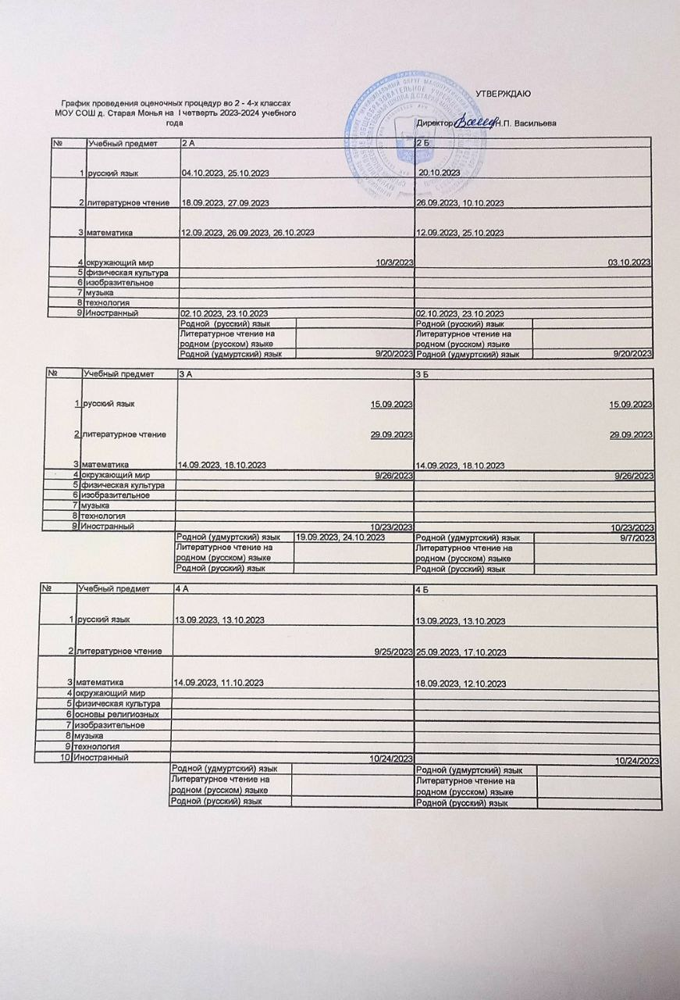 УТВЕРЖДАЮ
График проведения оценочных процедур во 2 - 4-х классах
МОУ СОШ д. Старая Монья на I четверть 2023-2024 учебного
года
Директор Н.П. Васильева
№ Учебный предмет 2 А 2 Б
1 русский язык 04.10.2023, 25.10.2023 20.10.2023
2 литературное чтение 18.09.2023, 27.09.2023 26.09.2023, 10.10.2023
3 математика 12.09.2023, 26.09.2023, 26.10.2023 12.09.2023, 25.10.2023
4 окружающий мир 10/3/2023 03.10.2023
5 физическая культура
6 изобразительное
7 музыка
8 технология
9 Иностранный 02.10.2023, 23.10.2023 02.10.2023, 23.10.2023
Родной (русский) язык Родной (русский) язык
Литературное чтение на Литературное чтение на
родном (русском) языке родном (русском) языке
Родной (удмуртский) язык 9/20/2023 Родной (удмуртский) язык 9/20/2023
№ Учебный предмет 3 А 3 Б
1 русский язык 15.09.2023 15.09.2023
2 литературное чтение 29.09.2023 29.09.2023
3 математика 14.09.2023, 18.10.2023 14.09.2023, 18.10.2023
4 окружающий мир 9/26/2023 9/26/2023
5 физическая культура
6 изобразительное
7 музыка
8 технология
9 Иностранный 10/23/2023 10/23/2023
Родной (удмуртский) язык 19.09.2023, 24.10.2023 Родной (удмуртский) язык 9/7/2023
Литературное чтение на Литературное чтение на
родном (русском) языке родном (русском) языке
Родной (русский) язык Родной (русский) язык
№ Учебный предмет 4 А 4 Б
1 русский язык 13.09.2023, 13.10.2023 13.09.2023, 13.10.2023
2 литературное чтение 9/25/2023 25.09.2023, 17.10.2023
3 математика 14.09.2023, 11.10.2023 18.09.2023, 12.10.2023
4 окружающий мир
5 физическая культура
6 основы религиозных
7 изобразительное
8 музыка
9 технология
10 Иностранный 10/24/2023 10/24/2023
Родной (удмуртский) язык Родной (удмуртский) язык
Литературное чтение на Литературное чтение на
родном (русском) языке родном (русском) языке
Родной (русский) язык Родной (русский) язык